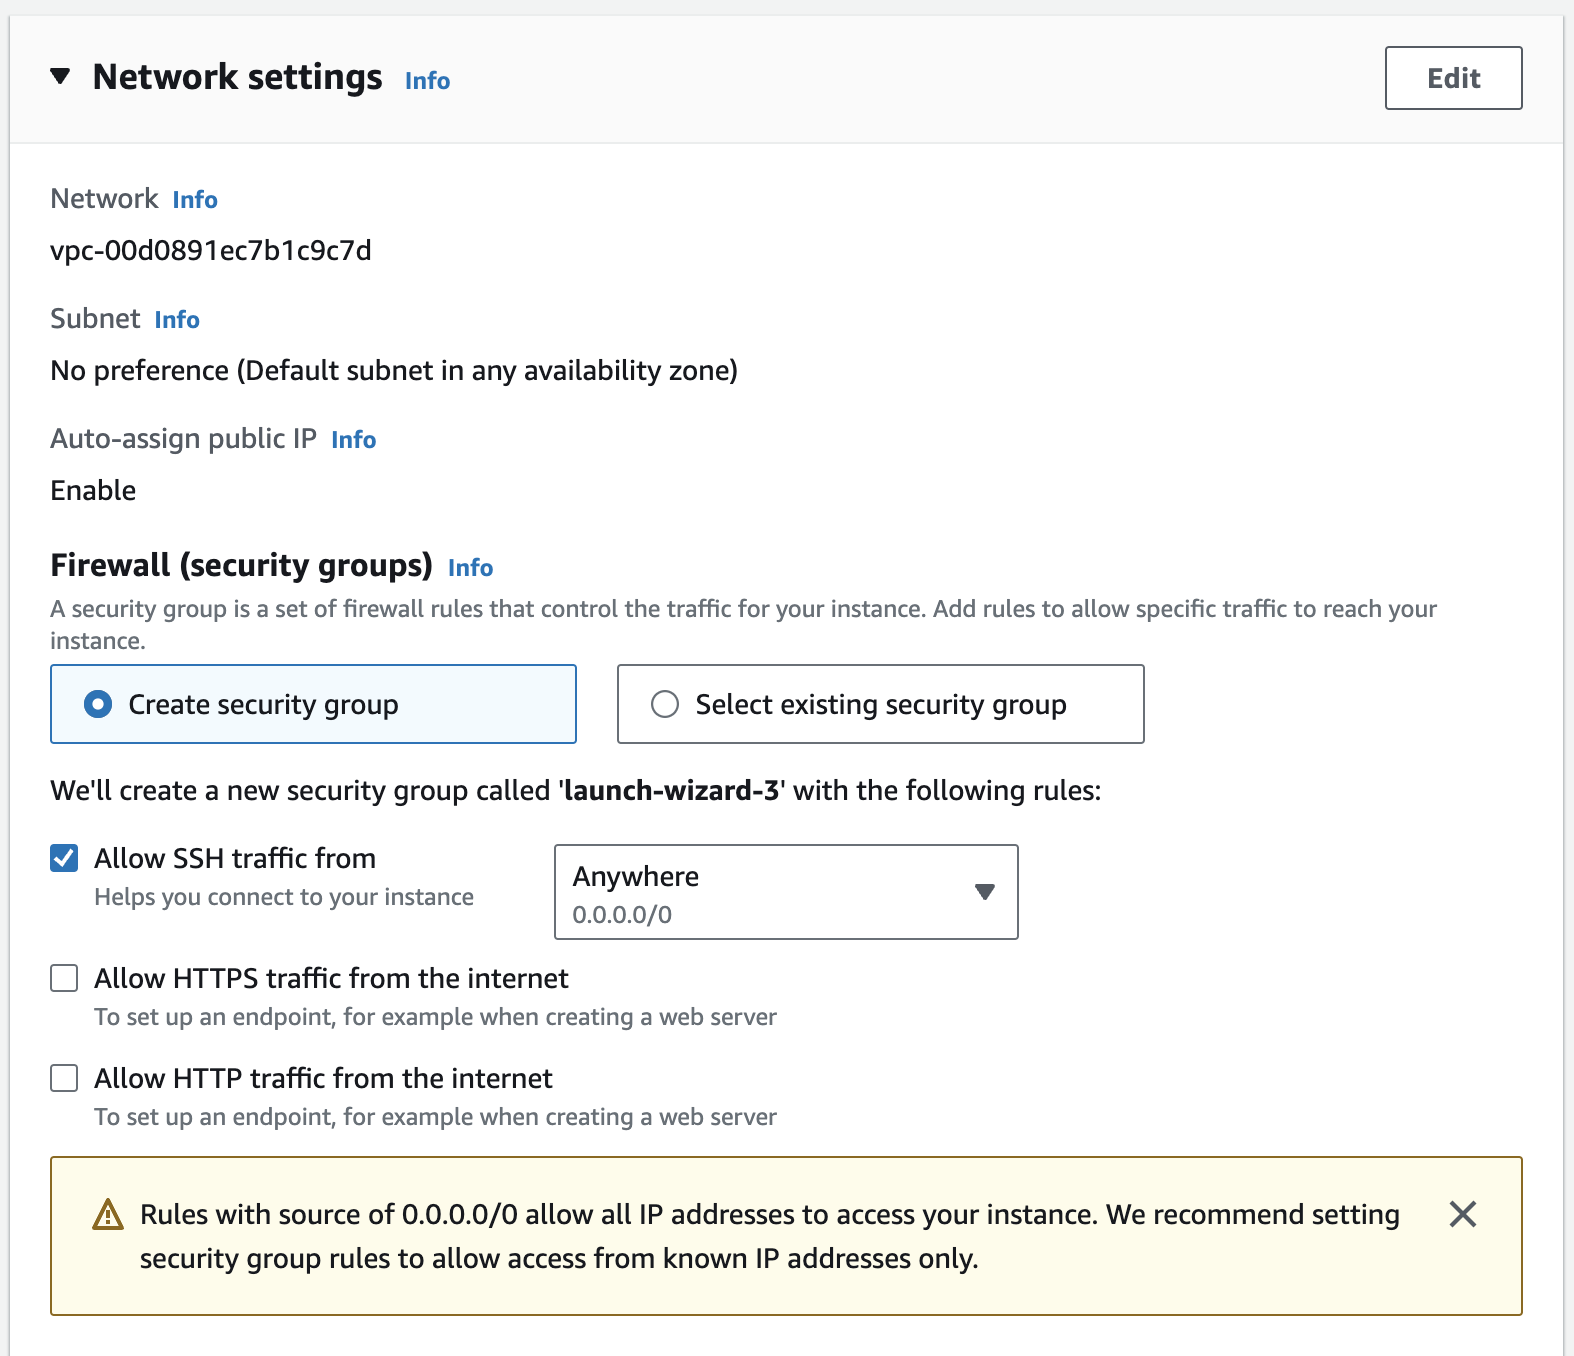 Network settings Info
Edit
Network Info
vpc-00d0891ec7b1c9c7d
Subnet Info
No preference (Default subnet in any availability zone)
Auto-assign public IP Info
Enable
Firewall (security groups) Info
A security group is a set of firewall rules that control the traffic for your instance. Add rules to allow specific traffic to reach your
instance.
Create security group
Select existing security group
We'll create a new security group called 'launch-wizard-3' with the following rules:
Allow SSH traffic from
Helps you connect to your instance
Anywhere
0.0.0.0/0
Allow HTTPS traffic from the internet
To set up an endpoint, for example when creating a web server
Allow HTTP traffic from the internet
To set up an endpoint, for example when creating a web server
Rules with source of 0.0.0.0/0 allow all IP addresses to access your instance. We recommend setting
security group rules to allow access from known IP addresses only.